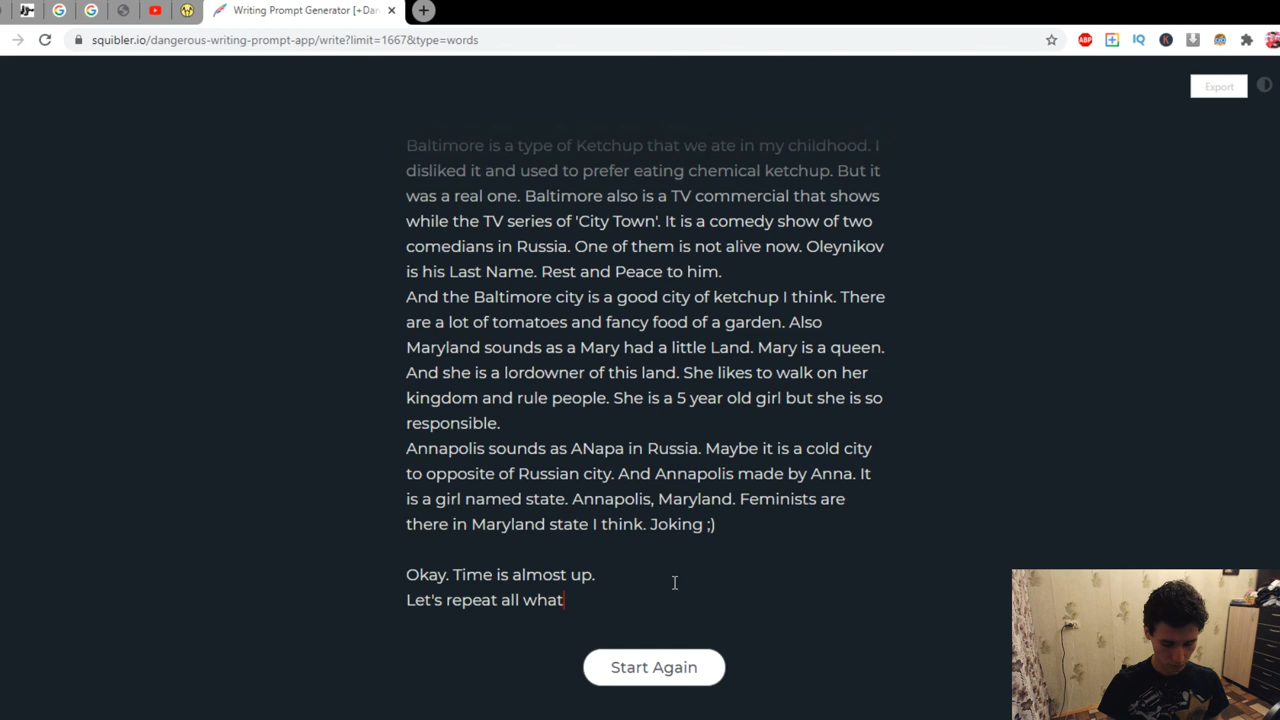 Writing Prompt Generator [+Dan
squibler.io/dangerous-writing-prompt-app/write?limit=1667&type=words
ABP
IQ
K
Export
Baltimore is a type of Ketchup that we ate in my childhood. I
disliked it and used to prefer eating chemical ketchup. But it
was a real one. Baltimore also is a TV commercial that shows
while the TV series of 'City Town'. It is a comedy show of two
comedians in Russia. One of them is not alive now. Oleynikov
is his Last Name. Rest and Peace to him.
And the Baltimore city is a good city of ketchup I think. There
are a lot of tomatoes and fancy food of a garden. Also
Maryland sounds as a Mary had a little Land. Mary is a queen.
And she is a lordowner of this land. She likes to walk on her
kingdom and rule people. She is a 5 year old girl but she is so
responsible.
Annapolis sounds as ANapa in Russia. Maybe it is a cold city
to opposite of Russian city. And Annapolis made by Anna. It
is a girl named state. Annapolis, Maryland. Feminists are
there in Maryland state I think. Joking ;)
Okay. Time is almost up.
Let's repeat all what
Start Again